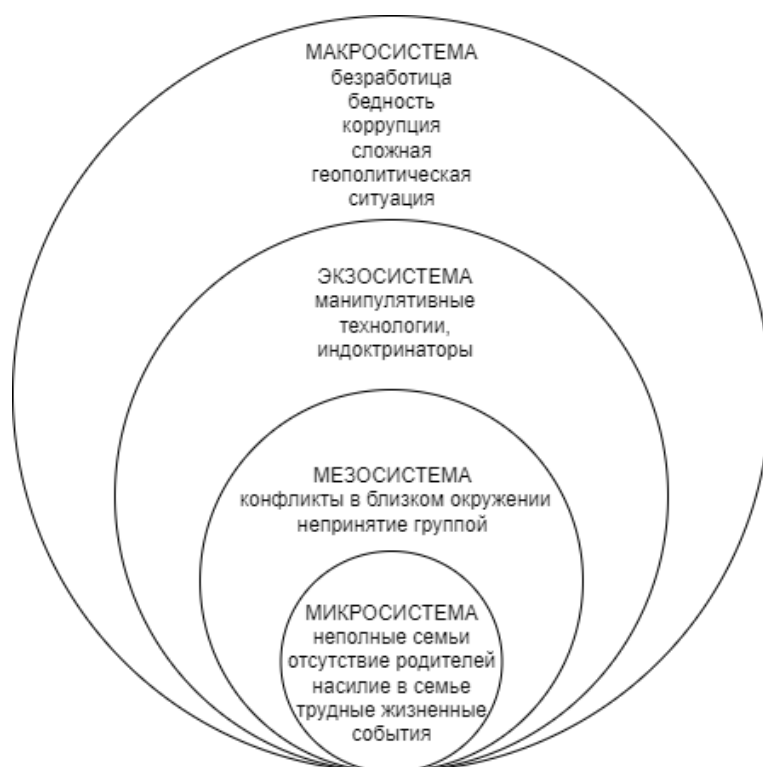 МАКРОСИСТЕМА
безработица
бедность
коррупция
сложная
геополитическая
ситуация
ЭКЗОСИСТЕМА
манипулятивные
технологии,
индоктринаторы
МЕЗОСИСТЕМА
конфликты в близком окружении
непринятие группой
МИКРОСИСТЕМА
неполные семьи
отсутствие родителей
насилие в семье
трудные жизненные
события